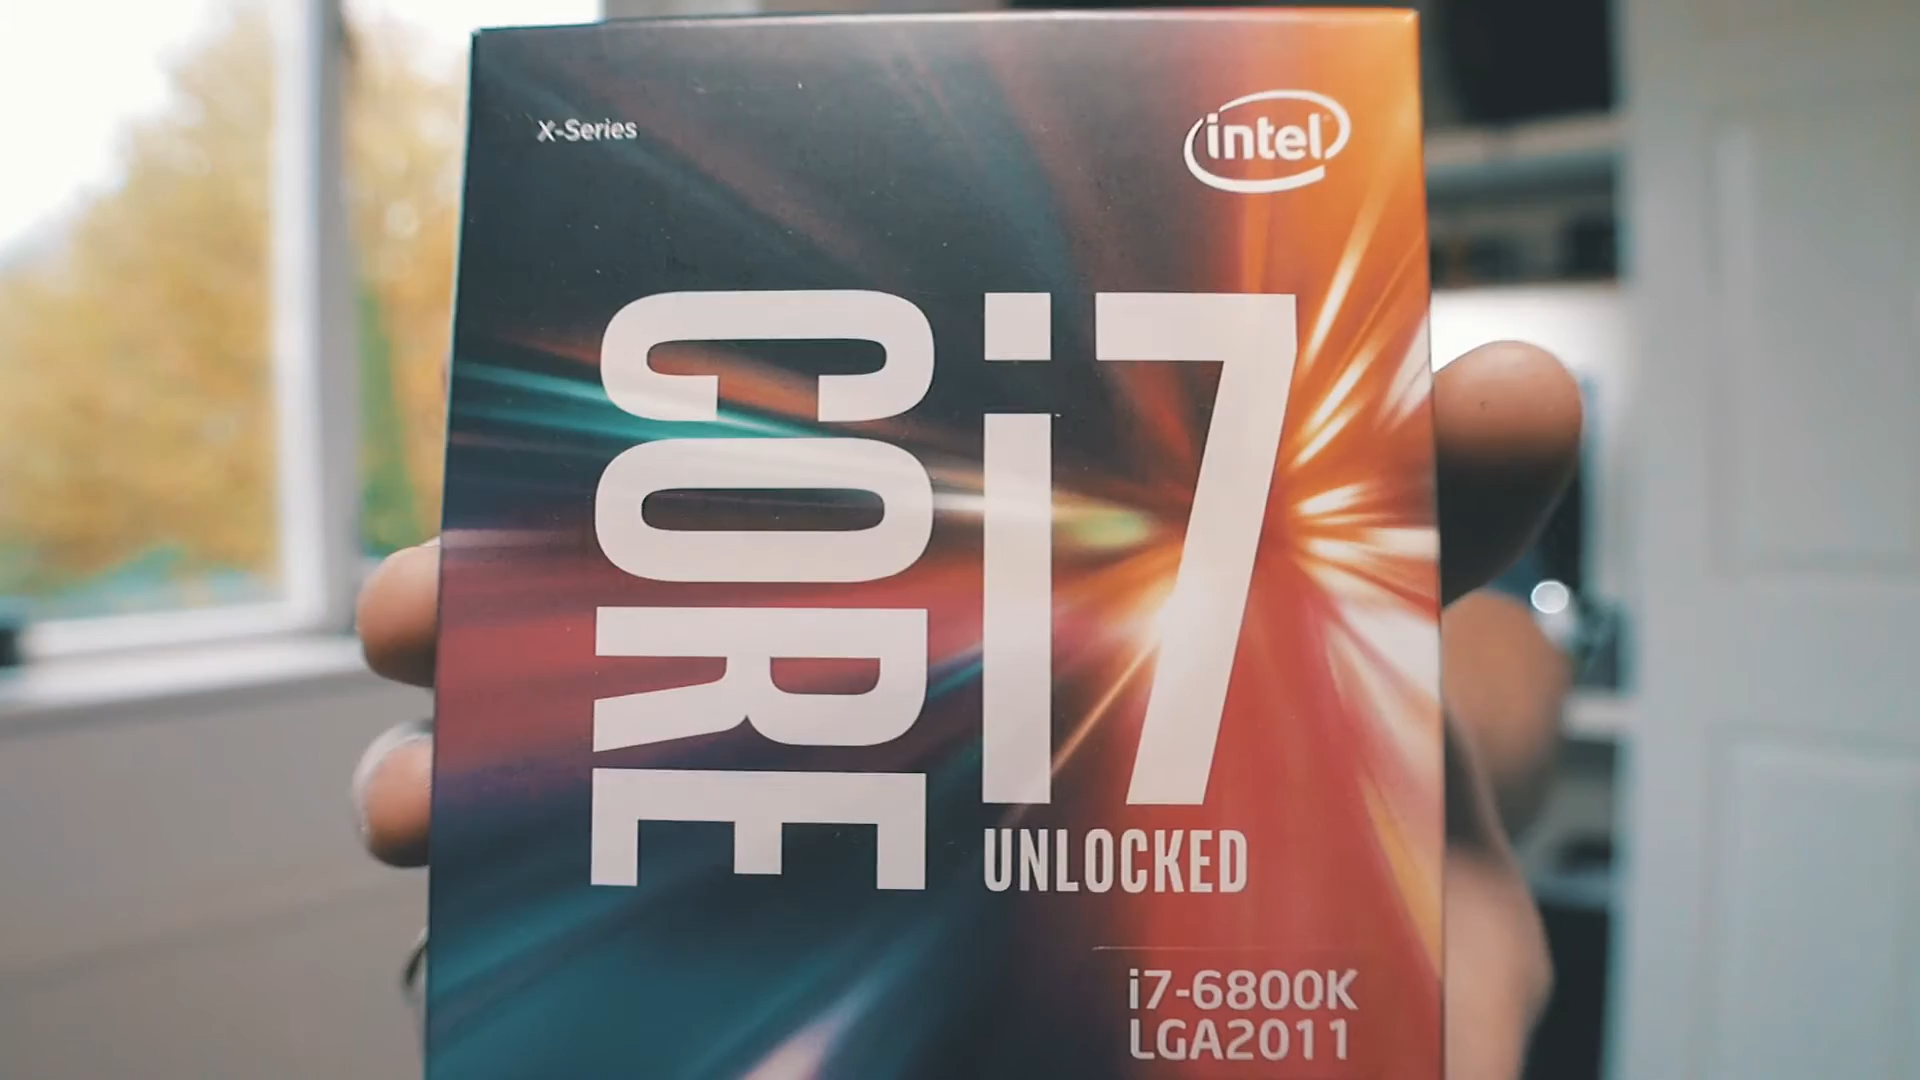 X-Series
intel
CORE
i7
UNLOCKED
i7-6800K
LGA2011